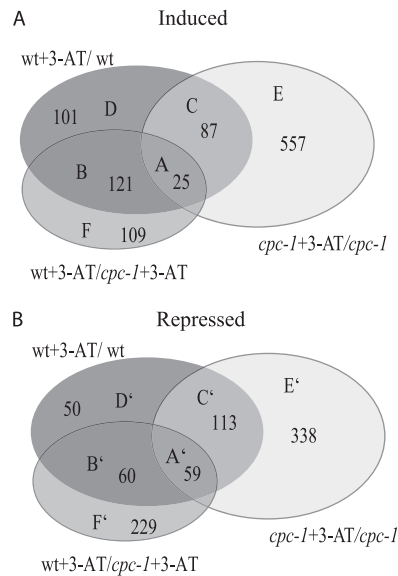 A
Induced
wt+3-AT/ wt
101 D C E
87 557
B 121 A 25
F 109
cpc-1+3-AT/cpc-1
wt+3-AT/cpc-1+3-AT
B
Repressed
wt+3-AT/ wt
50 D‘ C‘ E‘
113 338
B‘ 60 A‘ 59
F‘ 229
cpc-1+3-AT/cpc-1
wt+3-AT/cpc-1+3-AT